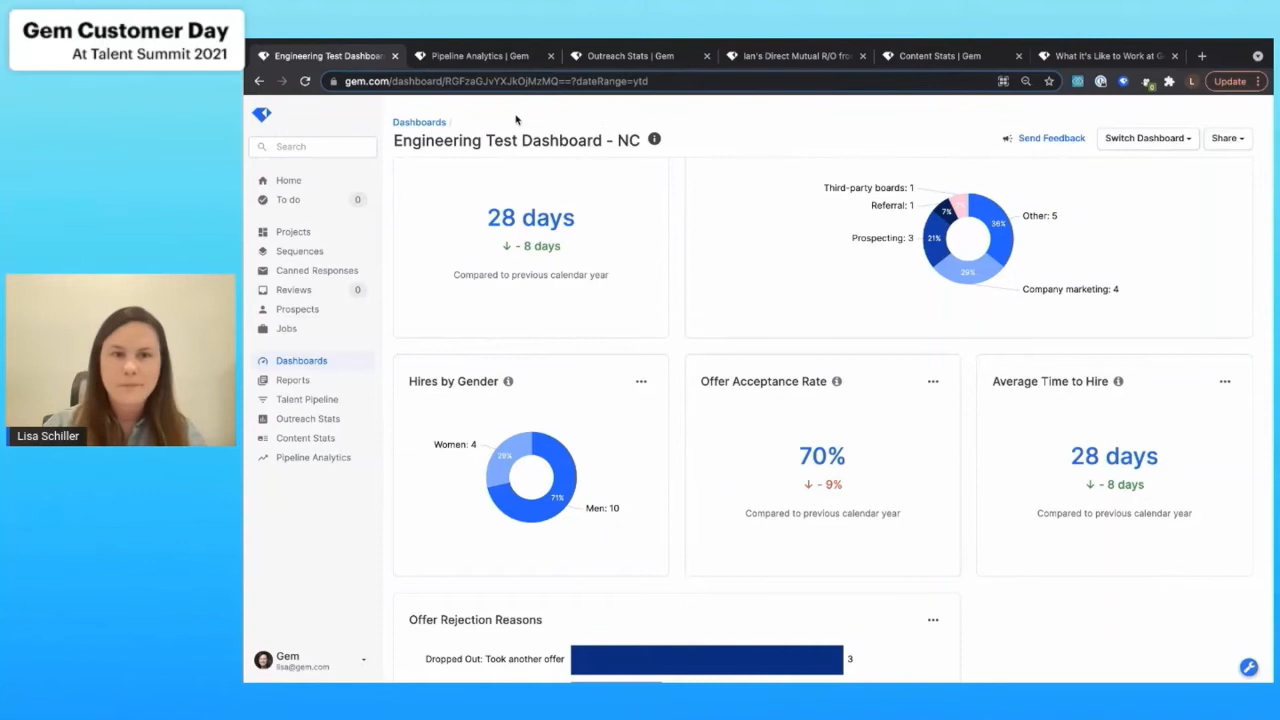 Gem Customer Day
At Talent Summit 2021
Engineering Test Dashboar
Pipeline Analytics | Gem
Outreach Stats | Gem
Ian's Direct Mutual R/O fro
Content Stats | Gem
What it's Like to Work at G
gem.com/dashboard/RGFzaGJvYXJkOjMzMQ==?dateRange=ytd
L
Update
Search
Home
To do 0
Projects
Sequences
Canned Responses
Reviews 0
Prospects
Jobs
Dashboards
Reports
Talent Pipeline
Outreach Stats
Content Stats
Pipeline Analytics
Gem
lisa@gem.com
Lisa Schiller
Dashboards /
Engineering Test Dashboard - NC
Send Feedback
Switch Dashboard
Share
28 days
↓ - 8 days
Compared to previous calendar year
Third-party boards: 1
Referral: 1
Prospecting: 3
Other: 5
Company marketing: 4
7%
36%
21%
29%
Hires by Gender
Women: 4
29%
71%
Men: 10
Offer Acceptance Rate
70%
↓ - 9%
Compared to previous calendar year
Average Time to Hire
28 days
↓ - 8 days
Compared to previous calendar year
Offer Rejection Reasons
Dropped Out: Took another offer
3